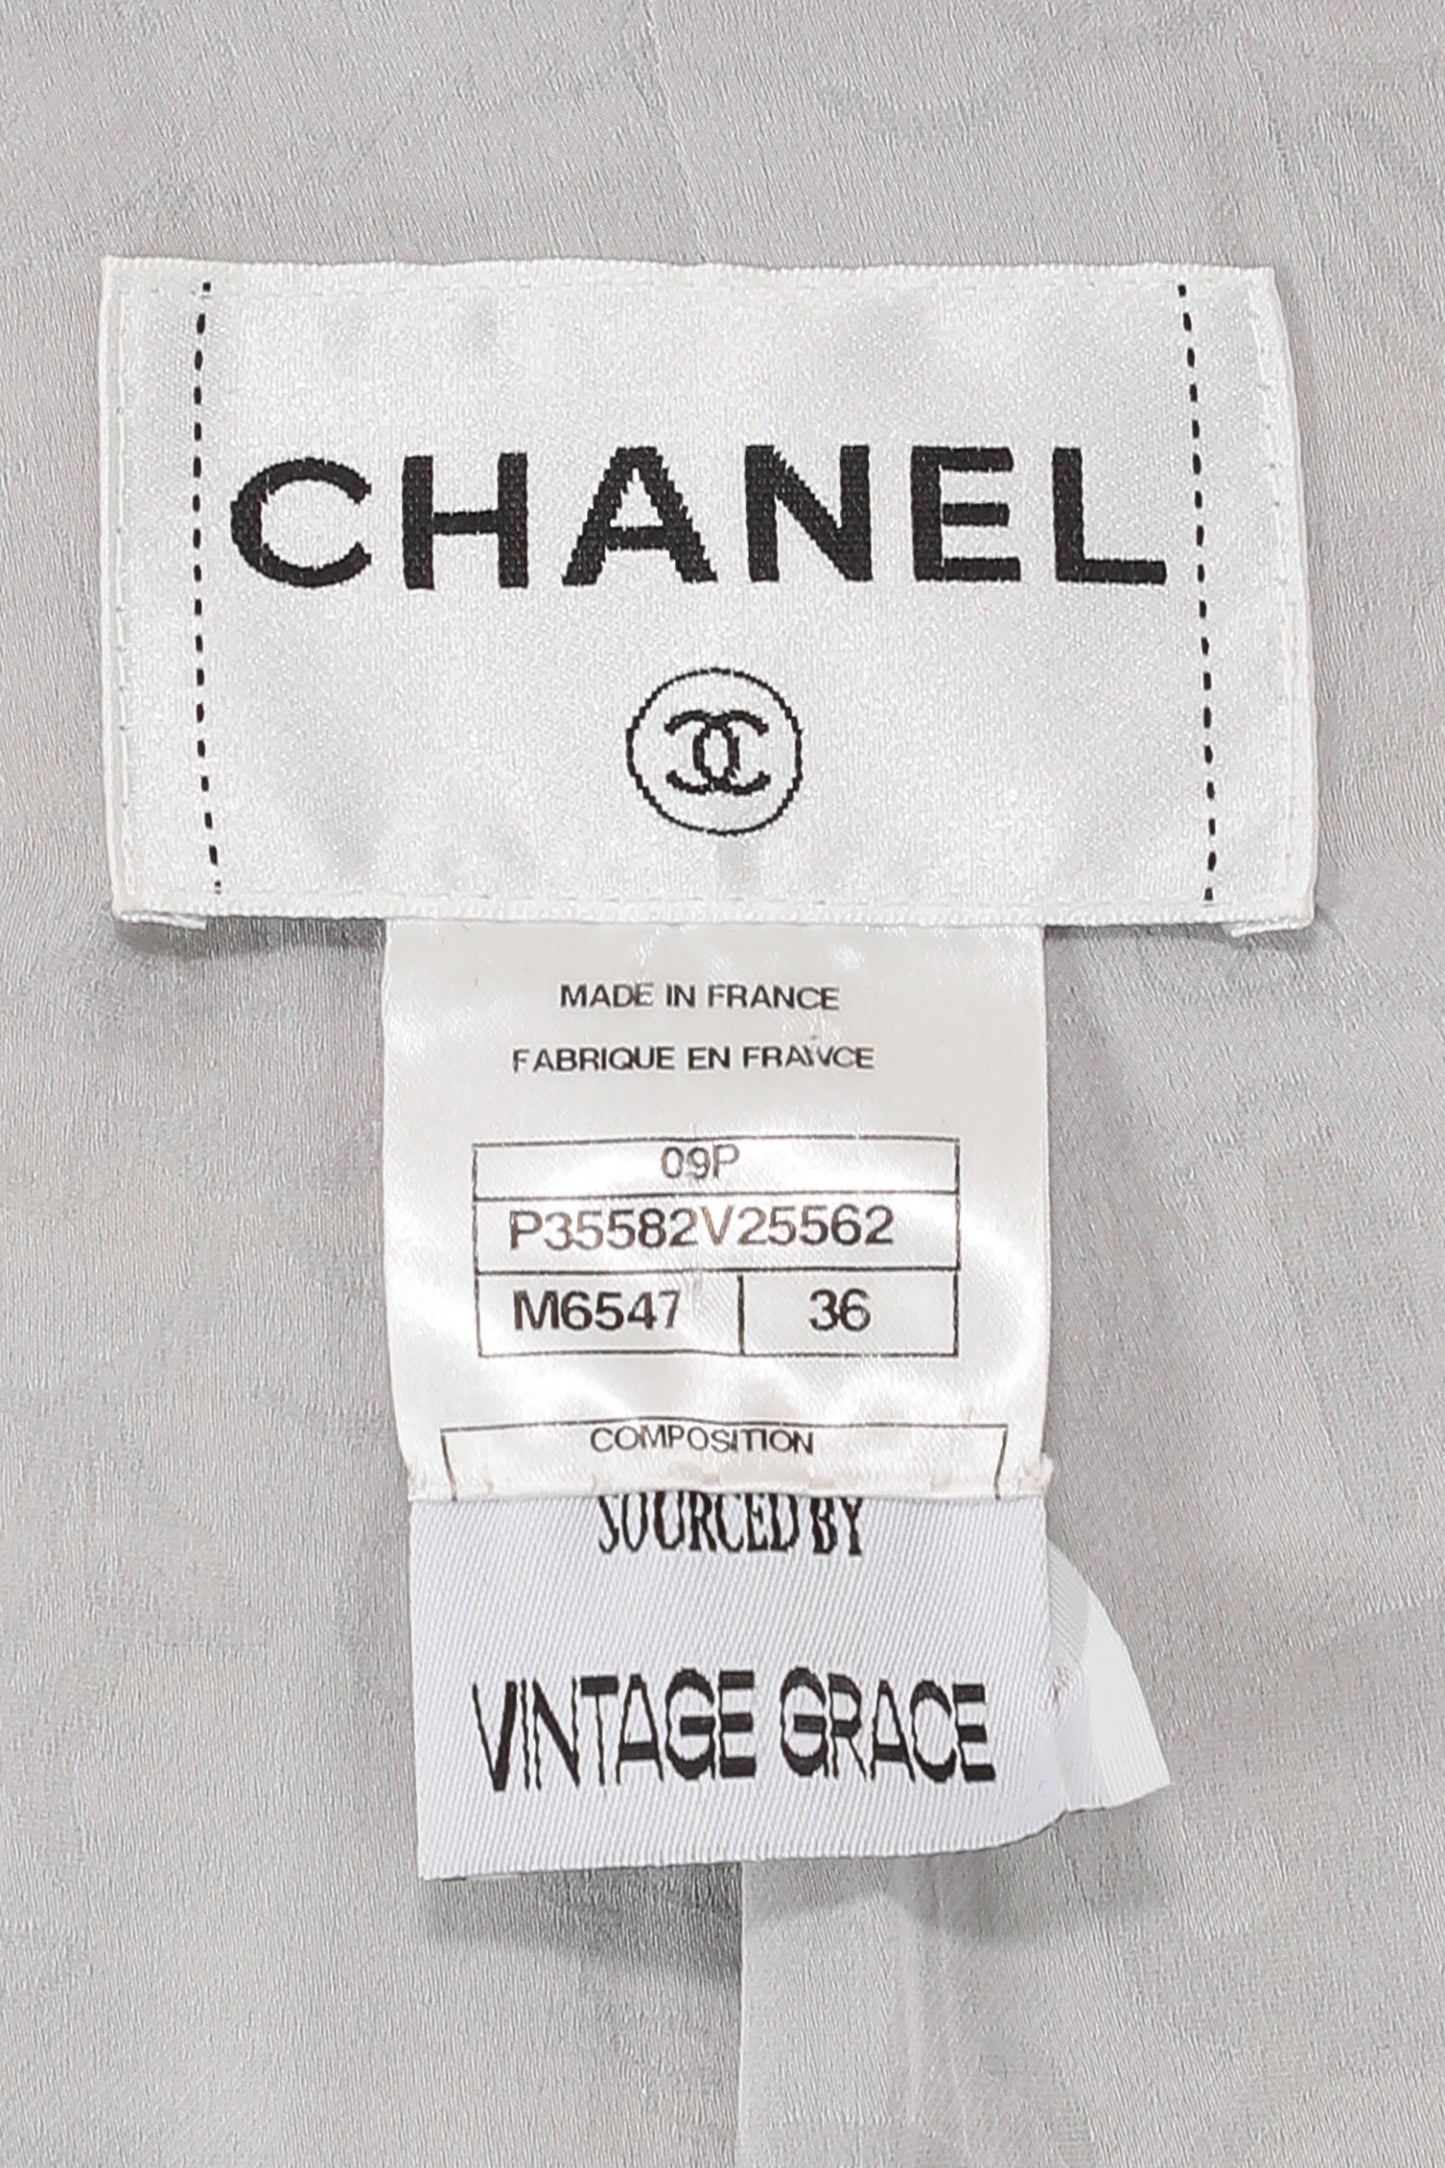 CHANEL
MADE IN FRANCE
FABRIQUE EN FRANCE
09P
P35582V25562
M6547 36
COMPOSITION
SOURCED BY
VINTAGE GRACE